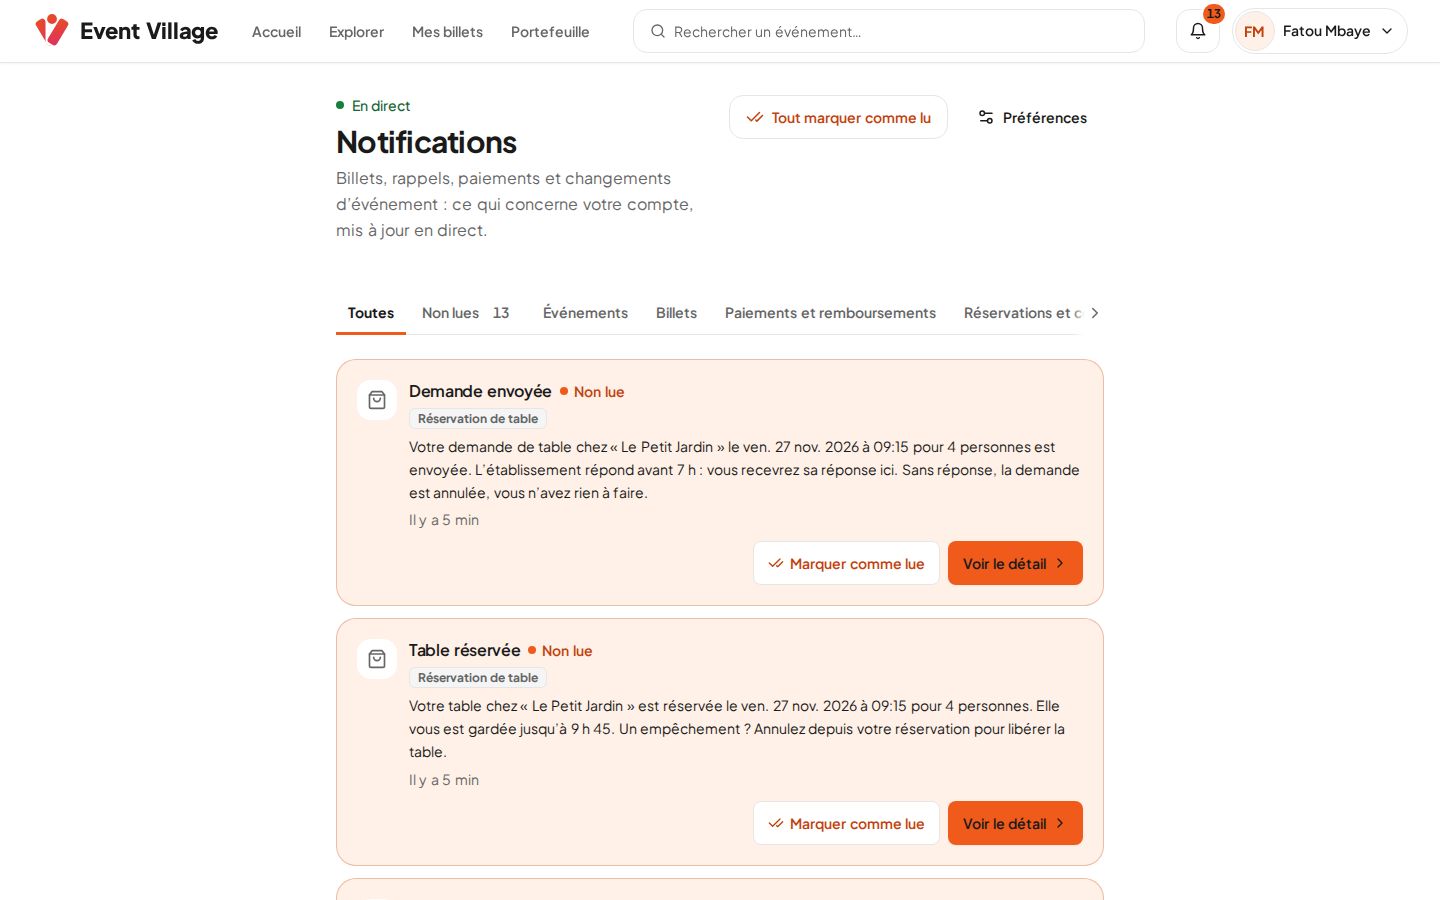 Event Village
Accueil
Explorer
Mes billets
Portefeuille
Rechercher un événement…
13
FM
Fatou Mbaye
En direct
Notifications
Billets, rappels, paiements et changements
d’événement : ce qui concerne votre compte,
mis à jour en direct.
Tout marquer comme lu
Préférences
Toutes
Non lues 13
Événements
Billets
Paiements et remboursements
Réservations et c
Demande envoyée
Non lue
Réservation de table
Votre demande de table chez « Le Petit Jardin » le ven. 27 nov. 2026 à 09:15 pour 4 personnes est
envoyée. L’établissement répond avant 7 h : vous recevrez sa réponse ici. Sans réponse, la demande
est annulée, vous n’avez rien à faire.
Il y a 5 min
Marquer comme lue
Voir le détail
Table réservée
Non lue
Réservation de table
Votre table chez « Le Petit Jardin » est réservée le ven. 27 nov. 2026 à 09:15 pour 4 personnes. Elle
vous est gardée jusqu’à 9 h 45. Un empêchement ? Annulez depuis votre réservation pour libérer la
table.
Il y a 5 min
Marquer comme lue
Voir le détail